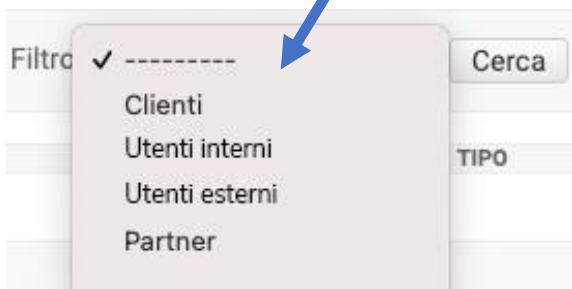 Filtro ✓ --------- Cerca
Clienti
Utenti interni TIPO
Utenti esterni
Partner